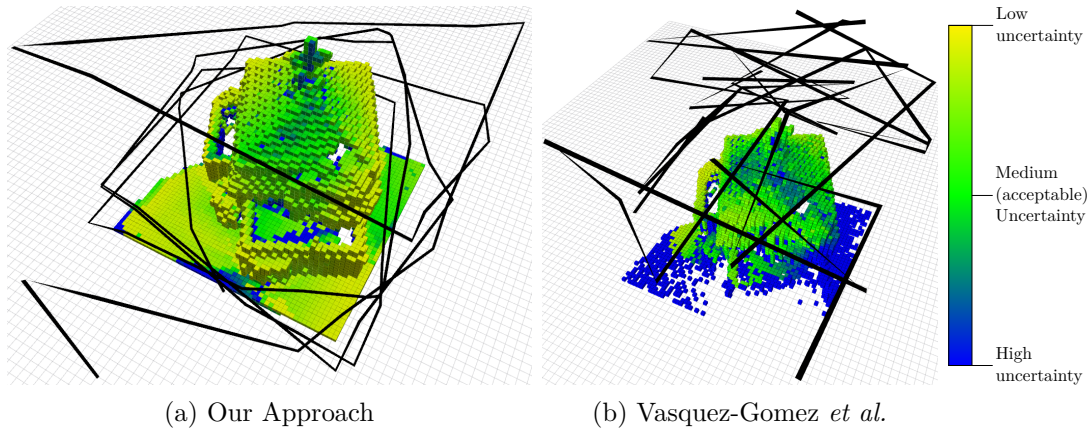 Low
uncertainty
Medium
(acceptable)
Uncertainty
High
uncertainty
(a) Our Approach
(b) Vasquez-Gomez et al.